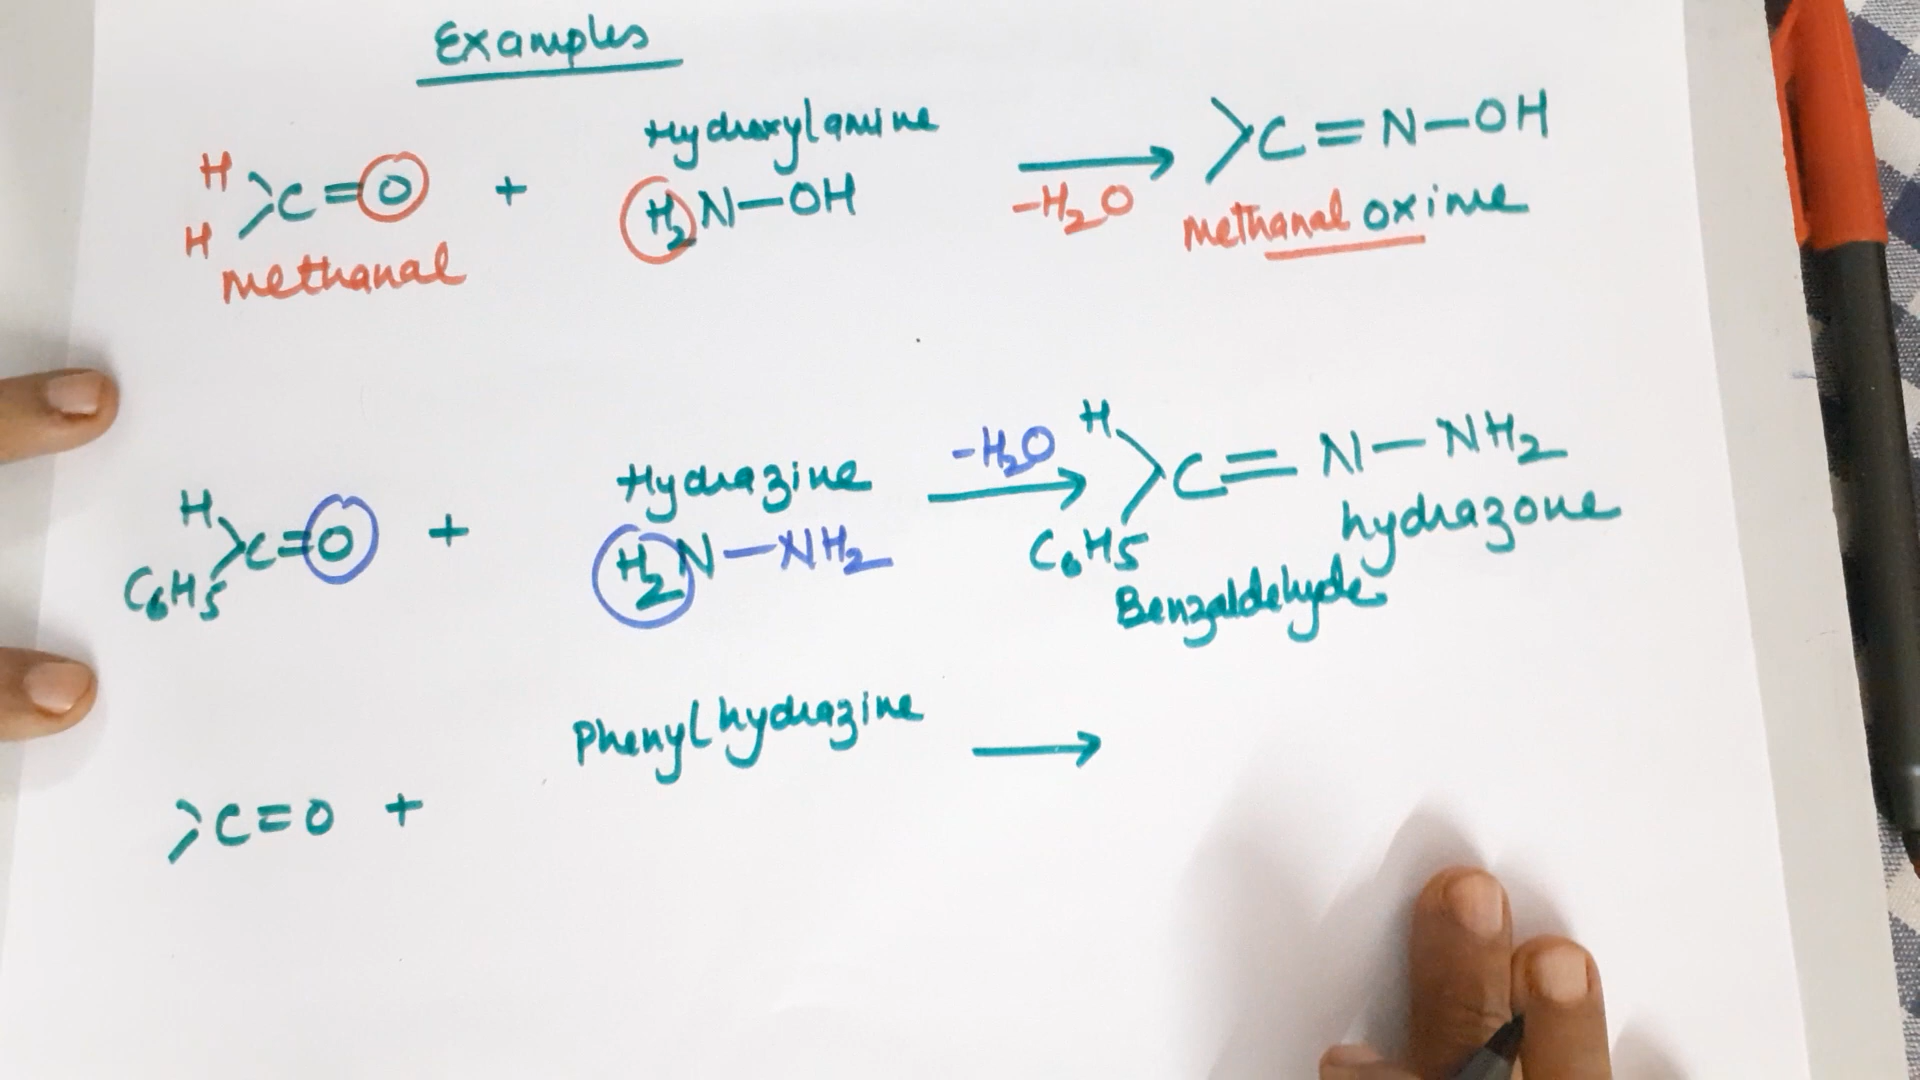 Examples
Hydroxylamine
H
H >C=O + H₂N—OH —H₂O → >C=N—OH
Methanal
Methanal oxime
Hydrazine
H
C₆H₅ >C=O + H₂N—NH₂ —H₂O → H C₆H₅ >C=N—NH₂
hydrazone
Benzaldehyde
Phenylhydrazine →
>C=O +